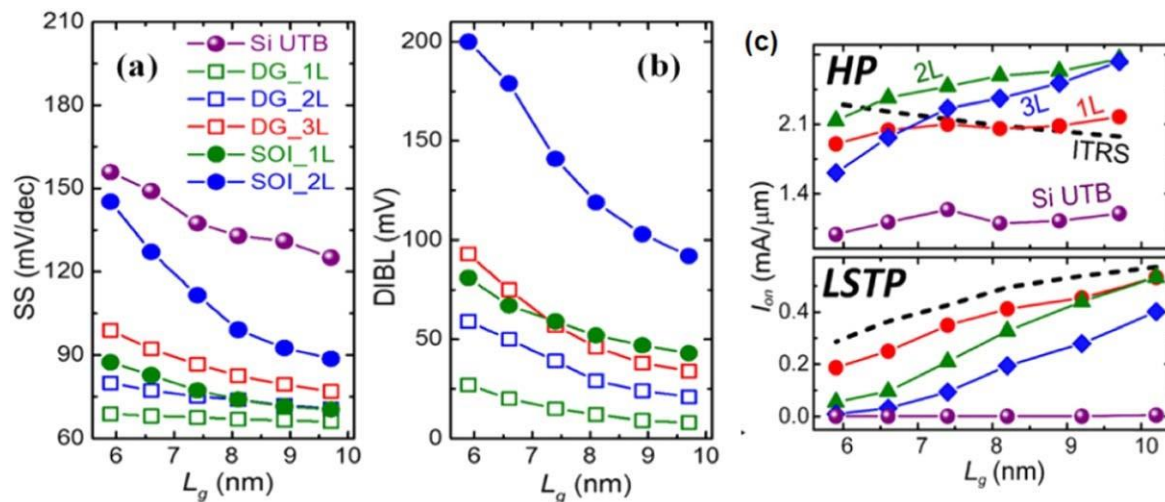 (a)
Si UTB
DG_1L
DG_2L
DG_3L
SOI_1L
SOI_2L
SS (mV/dec)
210
180
150
120
90
60
6 7 8 9 10
Lg (nm)
(b)
DIBL (mV)
200
150
100
50
0
6 7 8 9 10
Lg (nm)
(c)
HP
2L
3L
1L
ITRS
Si UTB
2.1
1.4
Ion (mA/μm)
LSTP
0.4
0.2
0.0
6 7 8 9 10
Lg (nm)